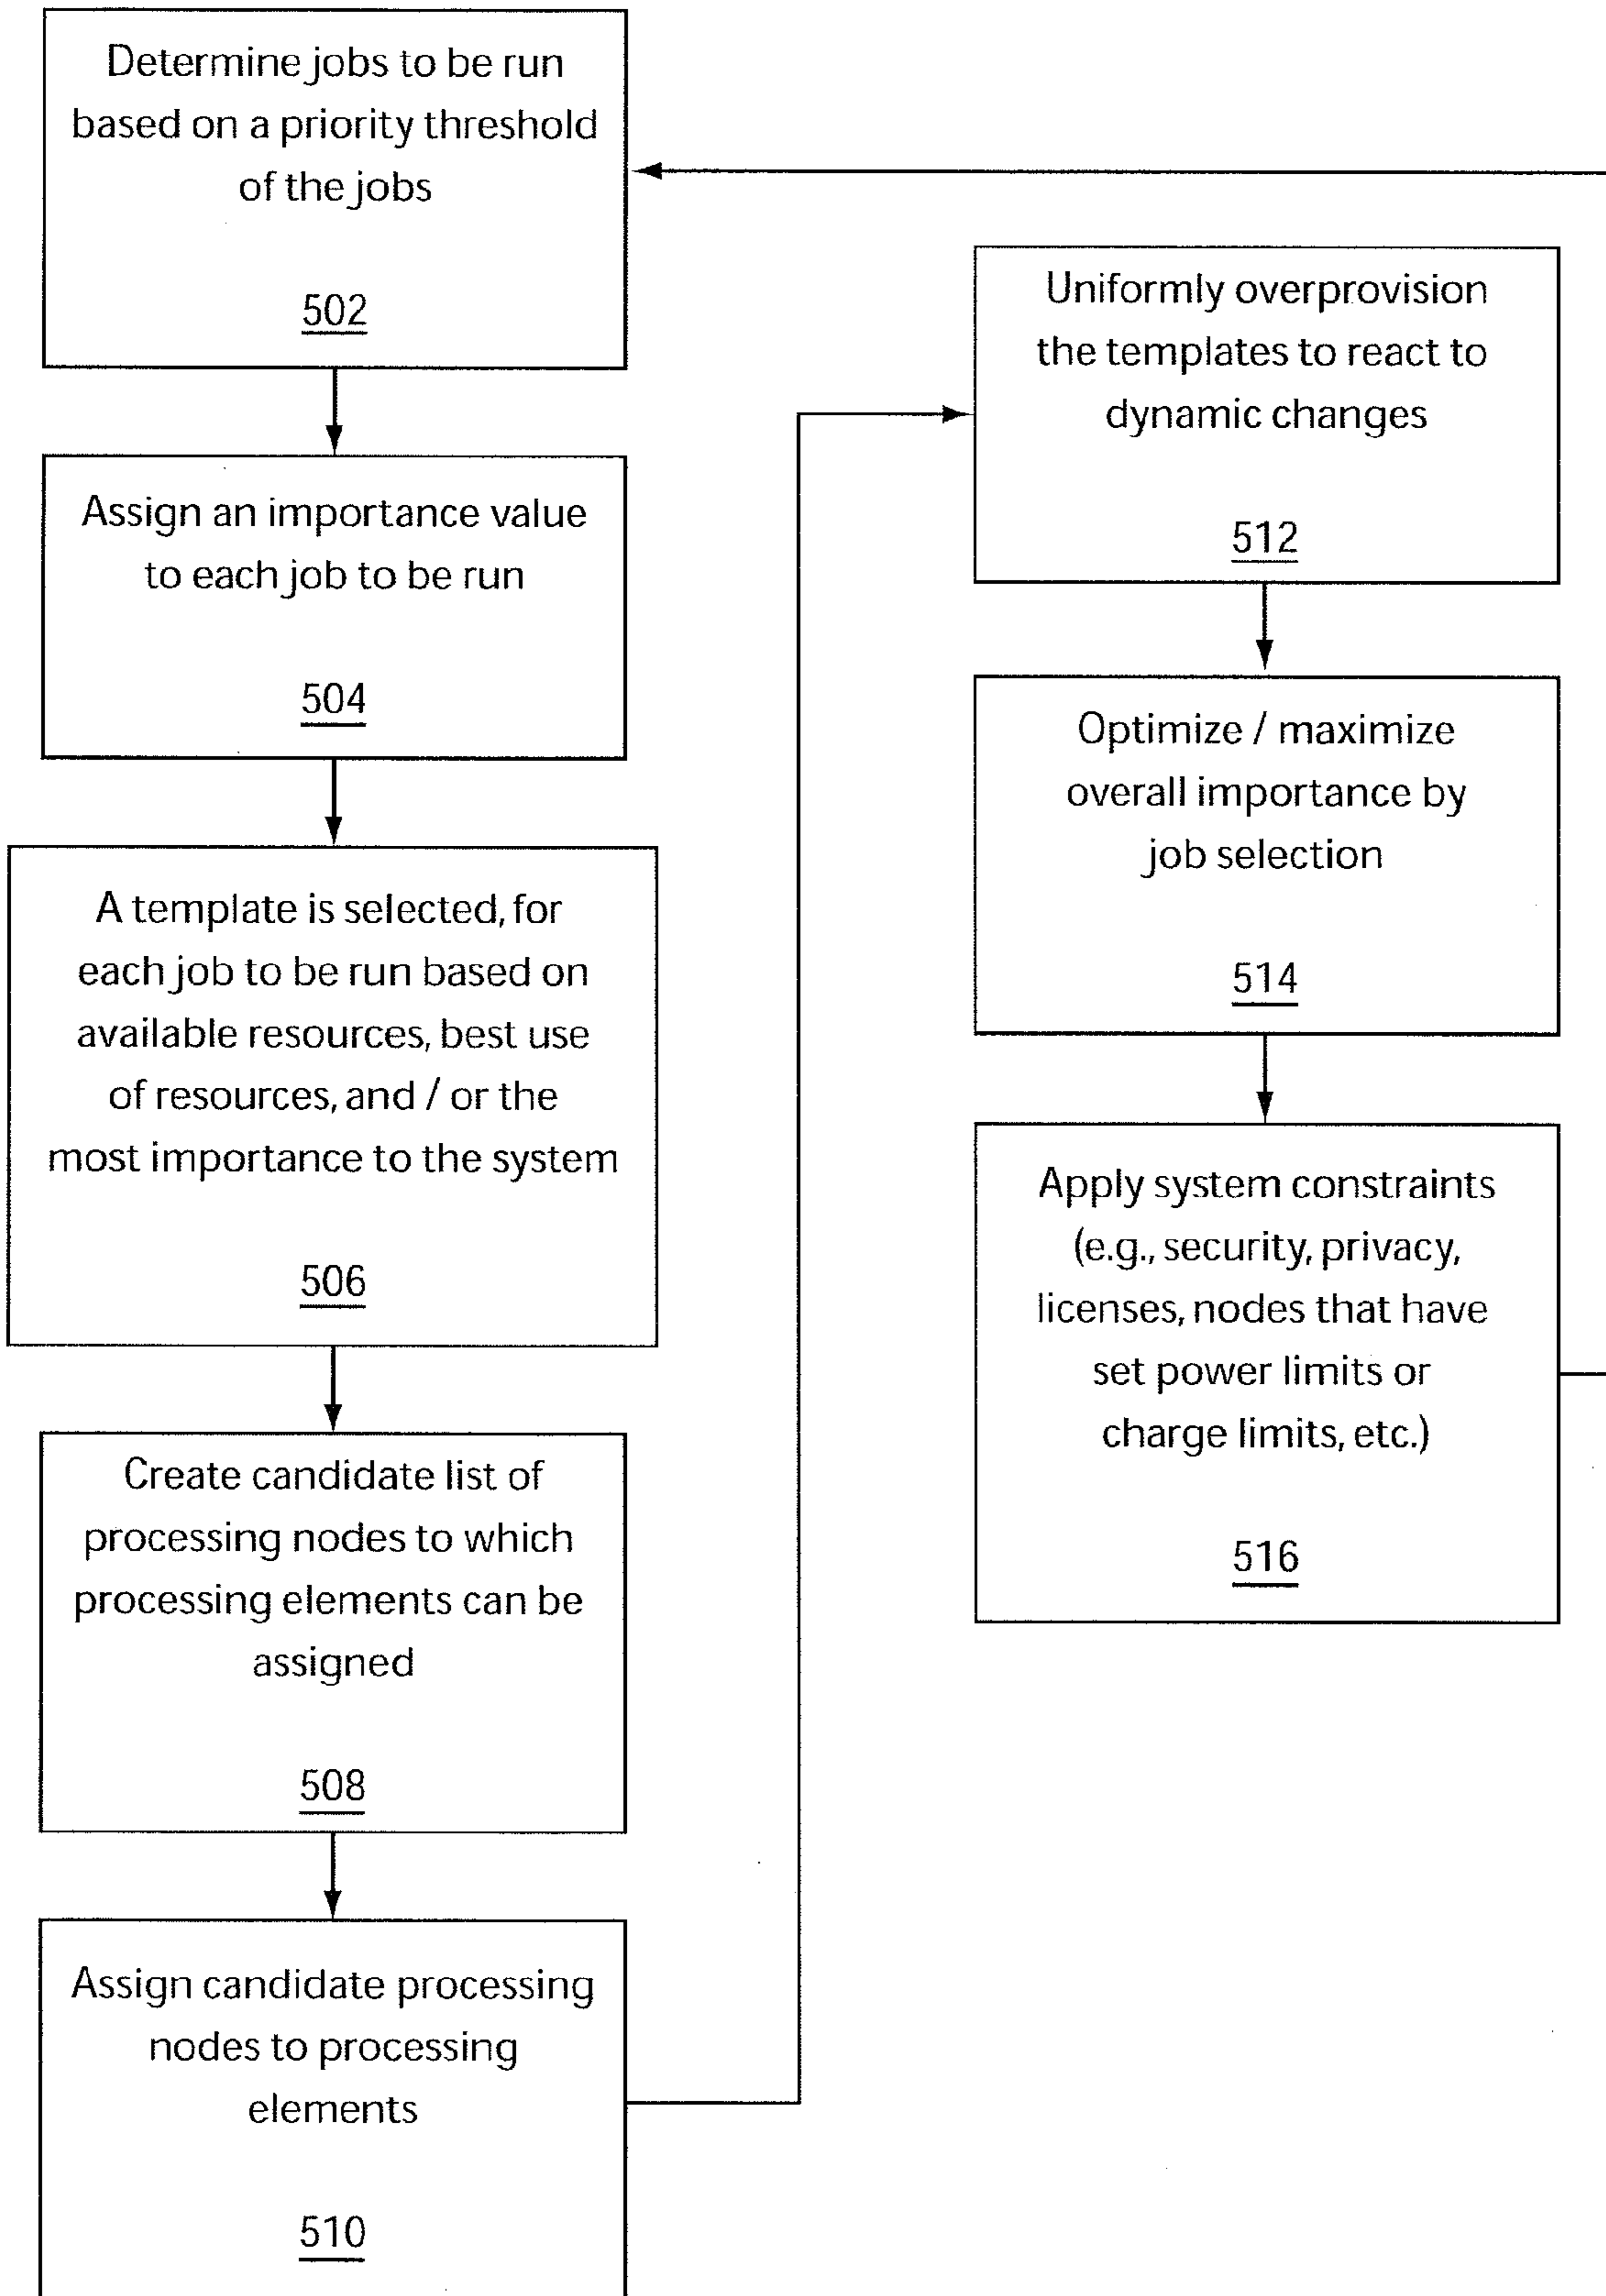 Determine jobs to be run
based on a priority threshold
of the jobs
502
Assign an importance value
to each job to be run
504
A template is selected, for
each job to be run based on
available resources, best use
of resources, and / or the
most importance to the system
506
Create candidate list of
processing nodes to which
processing elements can be
assigned
508
Assign candidate processing
nodes to processing
elements
510
Uniformly overprovision
the templates to react to
dynamic changes
512
Optimize / maximize
overall importance by
job selection
514
Apply system constraints
(e.g., security, privacy,
licenses, nodes that have
set power limits or
charge limits, etc.)
516